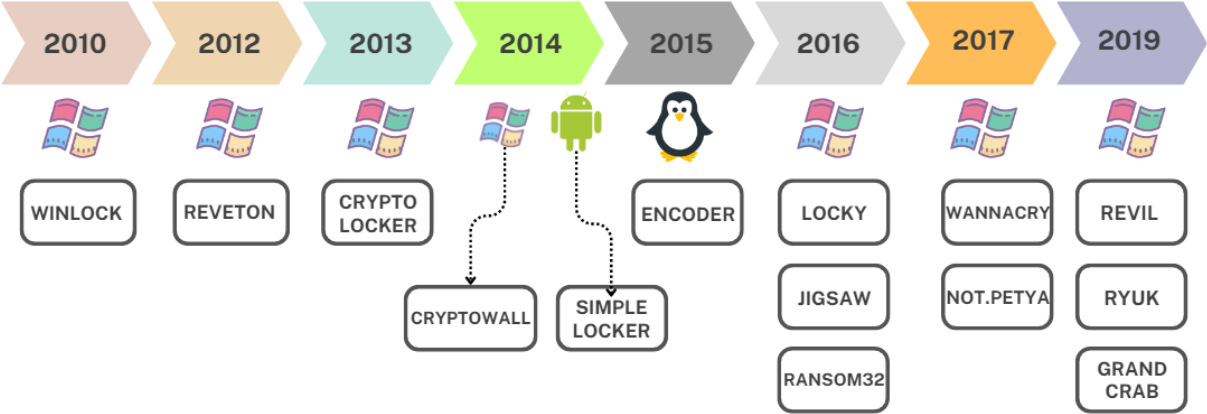 2010
2012
2013
2014
2015
2016
2017
2019
WINLOCK
REVETON
CRYPTO
LOCKER
CRYPTOWALL
SIMPLE
LOCKER
ENCODER
LOCKY
JIGSAW
RANSOM32
WANNACRY
NOT.PETYA
REVIL
RYUK
GRAND
CRAB